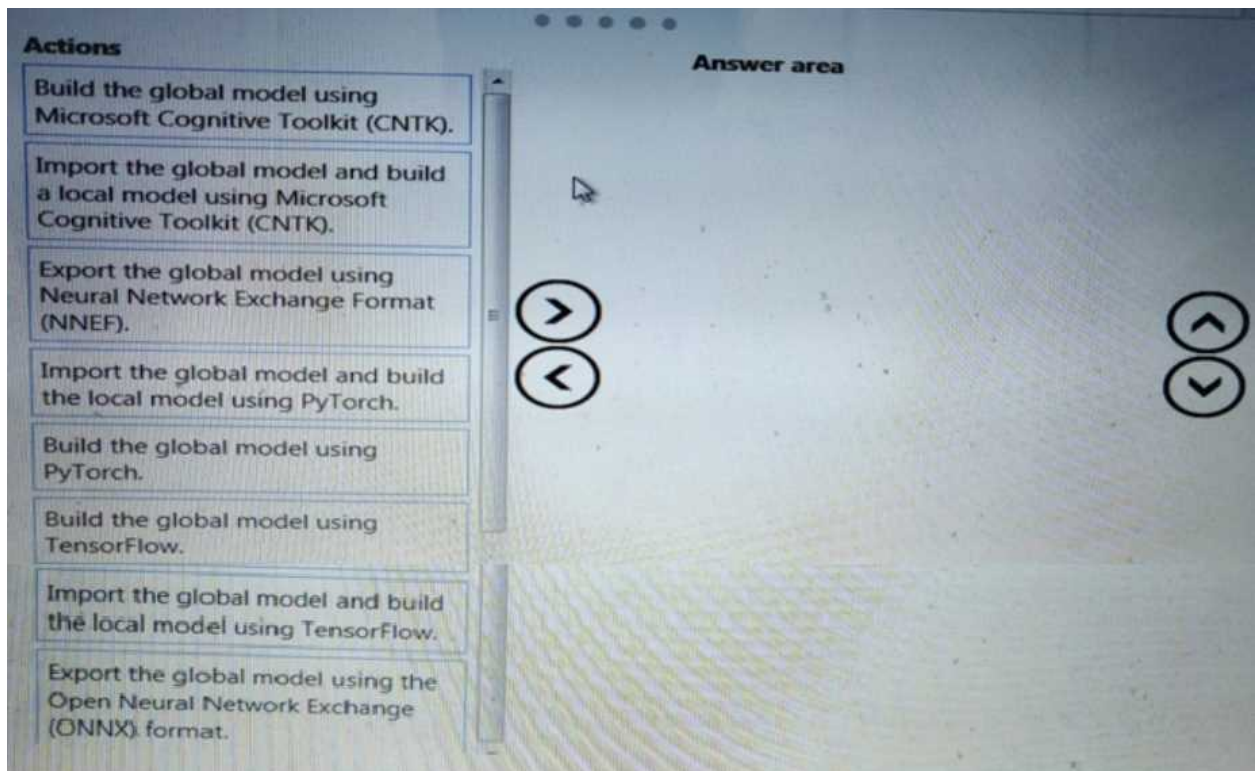 Actions
Answer area
Build the global model using
Microsoft Cognitive Toolkit (CNTK).
Import the global model and build
a local model using Microsoft
Cognitive Toolkit (CNTK).
Export the global model using
Neural Network Exchange Format
(NNEF).
Import the global model and build
the local model using PyTorch.
Build the global model using
PyTorch.
Build the global model using
TensorFlow.
Import the global model and build
the local model using TensorFlow.
Export the global model using the
Open Neural Network Exchange
(ONNX) format.